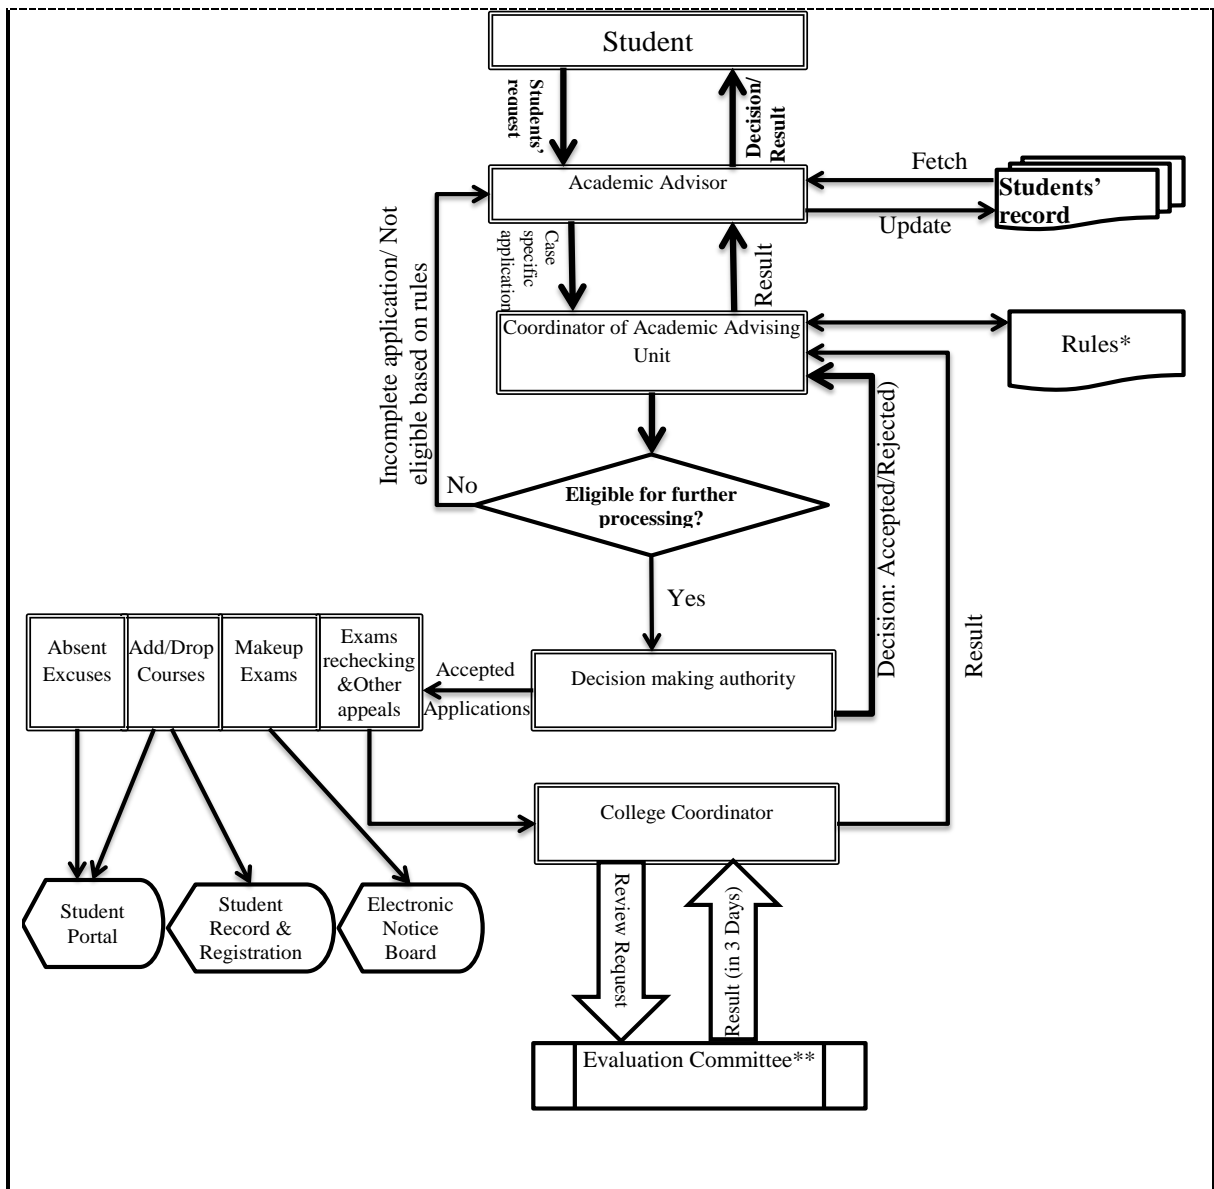 Student
Students'
request
Decision/
Result
Academic Advisor
Fetch
Update
Students'
record
Case
specific
application
Result
Incomplete application/ Not
eligible based on rules
Coordinator of Academic Advising
Unit
Rules*
No
Eligible for further
processing?
Yes
Decision: Accepted/Rejected)
Result
Absent
Excuses
Add/Drop
Courses
Makeup
Exams
Exams
rechecking
&Other
appeals
Accepted
Applications
Decision making authority
College Coordinator
Student
Portal
Student
Record &
Registration
Electronic
Notice
Board
Review Request
Result (in 3 Days)
Evaluation Committee**